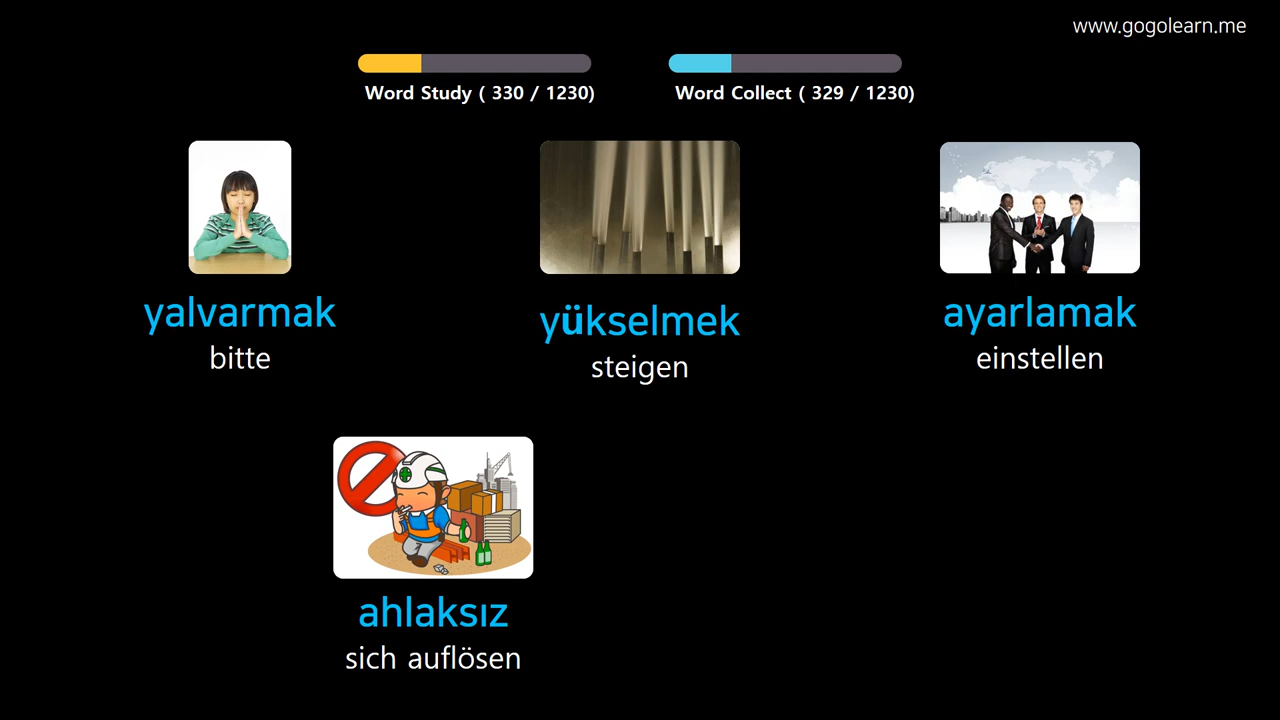 www.gogolearn.me
Word Study ( 330 / 1230)
Word Collect ( 329 / 1230)
yalvarmak
bitte
yükselmek
steigen
ayarlamak
einstellen
ahlaksız
sich auflösen